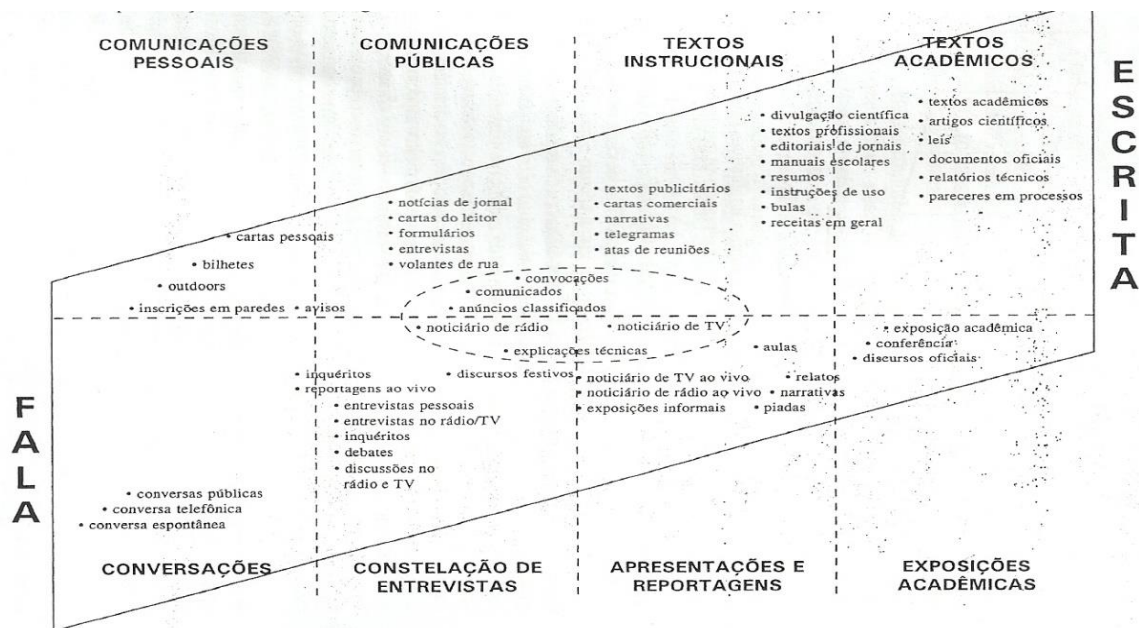 COMUNICAÇÕES
PESSOAIS
COMUNICAÇÕES
PÚBLICAS
TEXTOS
INSTRUCIONAIS
TEXTOS
ACADÊMICOS
ESCRITA
• cartas pessoais
• bilhetes
• outdoors
• inscrições em paredes
• avisos
• notícias de jornal
• cartas do leitor
• formulários
• entrevistas
• volantes de rua
• textos publicitários
• cartas comerciais
• narrativas
• telegramas
• atas de reuniões
• divulgação científica
• textos profissionais
• editoriais de jornais
• manuais escolares
• resumos
• instruções de uso
• bulas
• receitas em geral
• textos acadêmicos
• artigos científicos
• leis
• documentos oficiais
• relatórios técnicos
• pareceres em processos
• convocações
• comunicados
• anúncios classificados
• noticiário de rádio
• noticiário de TV
• explicações técnicas
FALA
• inquéritos
• reportagens ao vivo
• entrevistas pessoais
• entrevistas no rádio/TV
• inquéritos
• debates
• discussões no
rádio e TV
• discursos festivos
• conversas públicas
• conversa telefônica
• conversa espontânea
• noticiário de TV ao vivo
• noticiário de rádio ao vivo
• exposições informais
• aulas
• relatos
• narrativas
• piadas
• exposição acadêmica
• conferência
• discursos oficiais
CONVERSAÇÕES
CONSTELAÇÃO DE
ENTREVISTAS
APRESENTAÇÕES E
REPORTAGENS
EXPOSIÇÕES
ACADÊMICAS